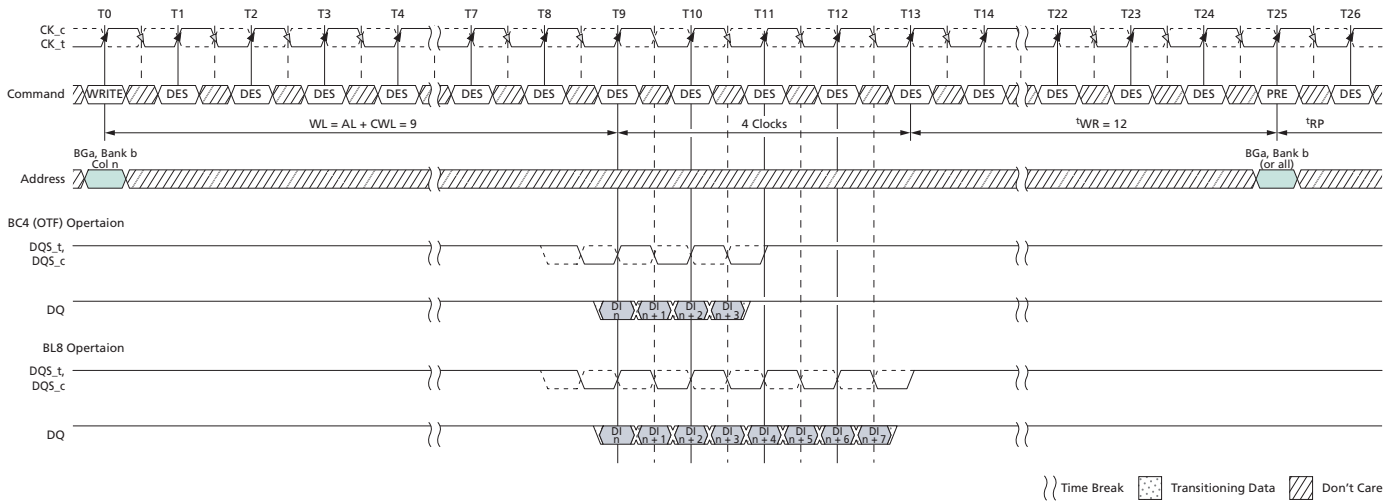 T0 T1 T2 T3 T4 T7 T8 T9 T10 T11 T12 T13 T14 T22 T23 T24 T25 T26
CK_c
CK_t
Command WRITE DES DES DES DES DES DES DES DES DES DES DES DES DES DES DES PRE DES
WL = AL + CWL = 9 4 Clocks tWR = 12 tRP
BGa, Bank b
Col n
BGa, Bank b
(or all)
Address
BC4 (OTF) Opertaion
DQS_t,
DQS_c
DQ DI n DI n + 1 DI n + 2 DI n + 3
BL8 Opertaion
DQS_t,
DQS_c
DQ DI n DI n + 1 DI n + 2 DI n + 3 DI n + 4 DI n + 5 DI n + 6 DI n + 7
Time Break Transitioning Data Don't Care